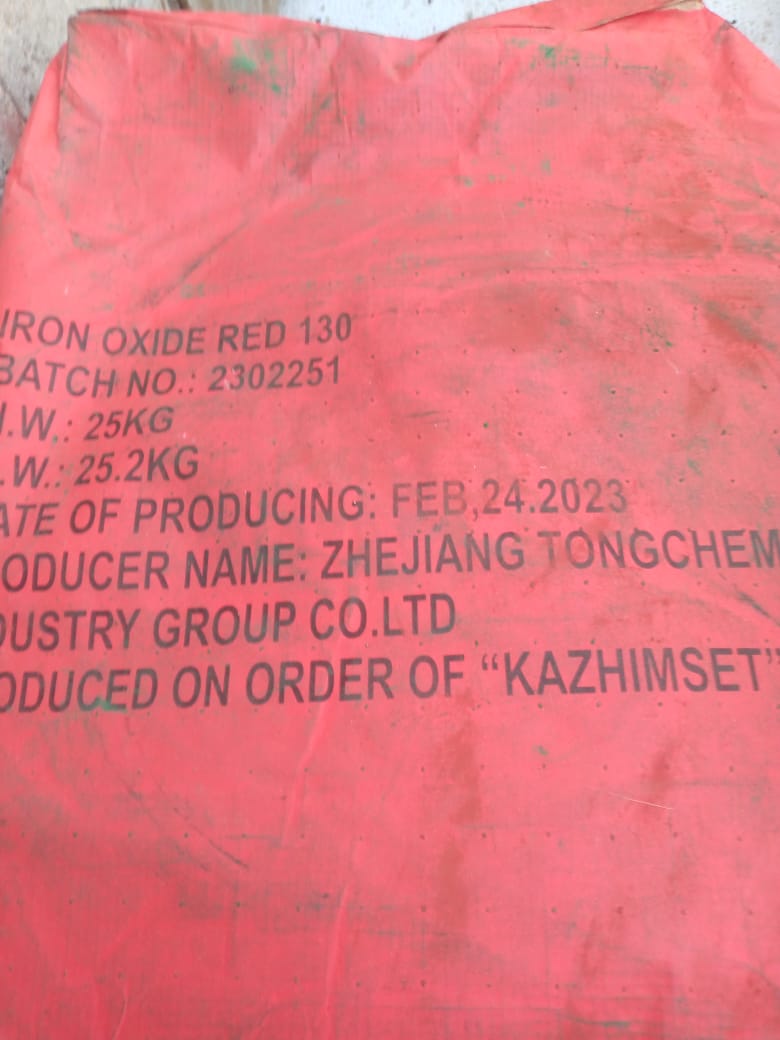 IRON OXIDE RED 130
BATCH NO.: 2302251
.W.: 25KG
.W.: 25.2KG
ATE OF PRODUCING: FEB,24.2023
ODUCER NAME: ZHEJIANG TONGCHEM
DUSTRY GROUP CO.LTD
ODUCED ON ORDER OF “KAZHIMSET”